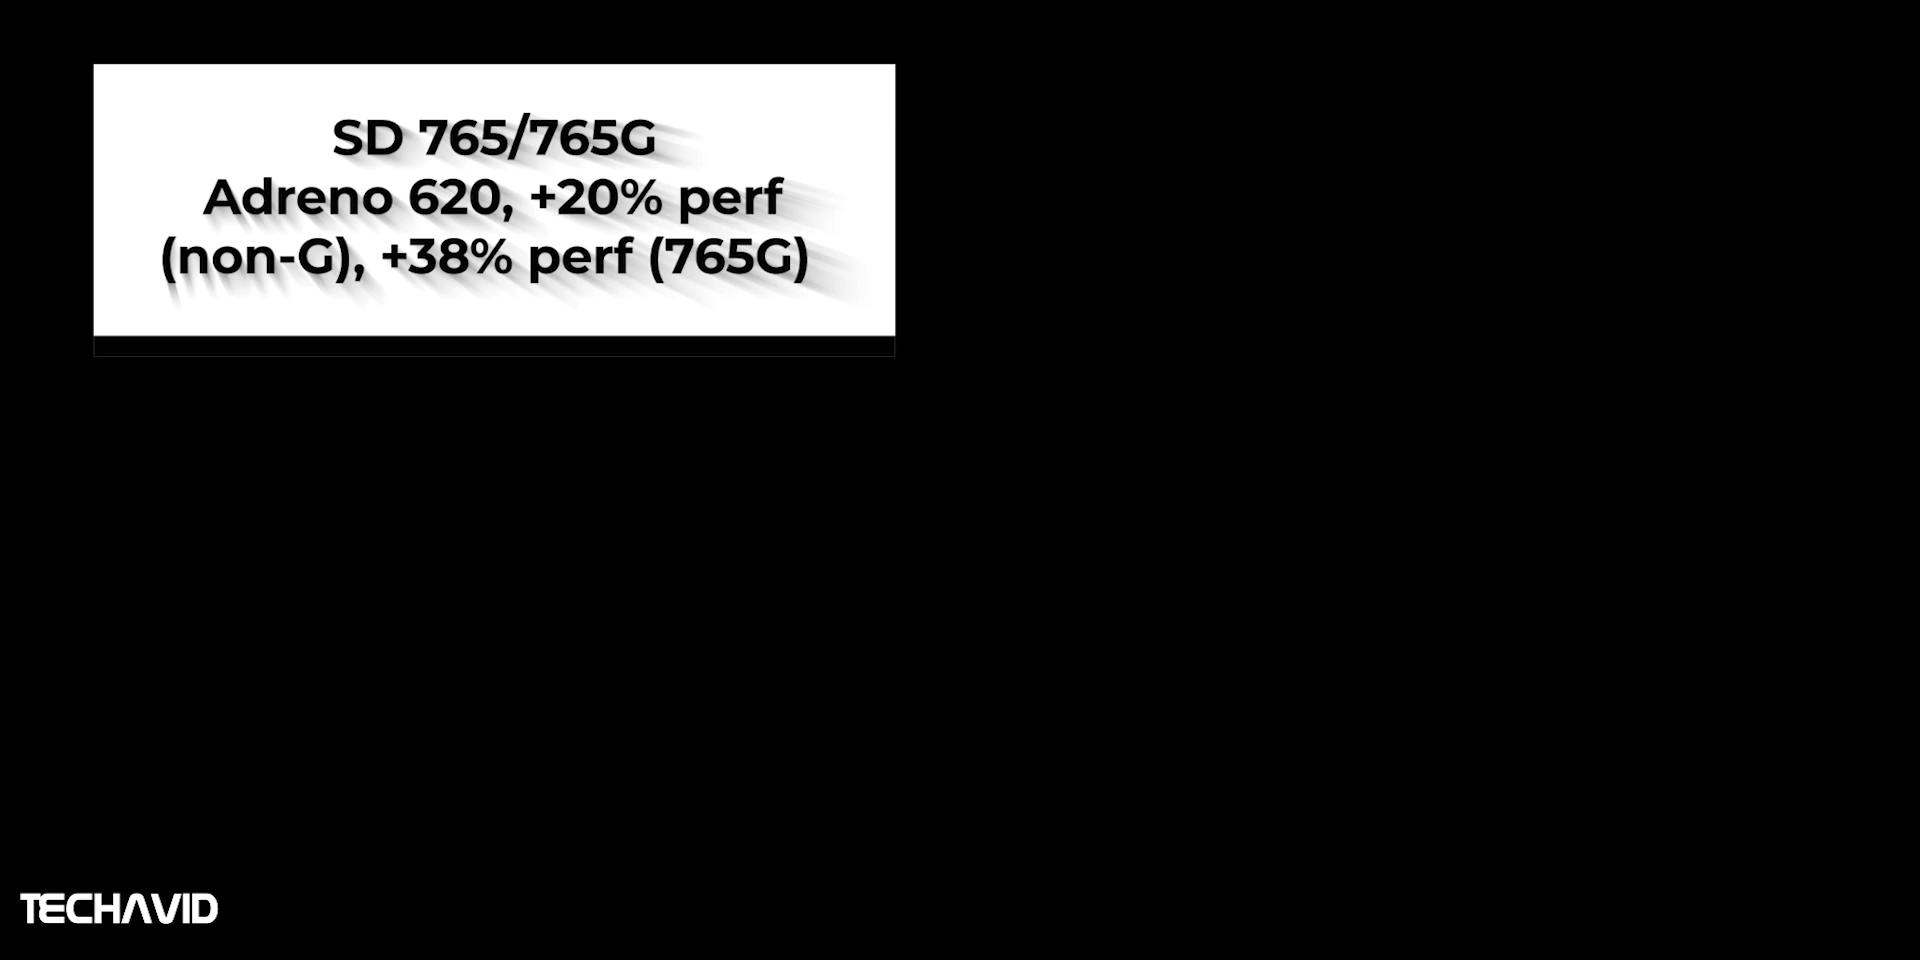 SD 765/765G
Adreno 620, +20% perf
(non-G), +38% perf (765G)
TECHAVID